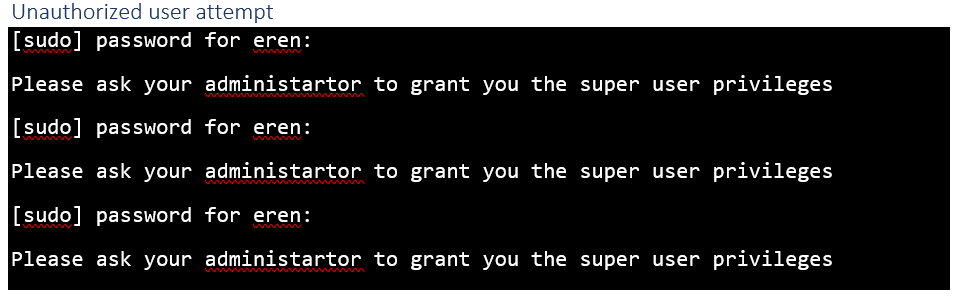 Unauthorized user attempt
[sudo] password for eren:
Please ask your administartor to grant you the super user privileges
[sudo] password for eren:
Please ask your administartor to grant you the super user privileges
[sudo] password for eren:
Please ask your administartor to grant you the super user privileges